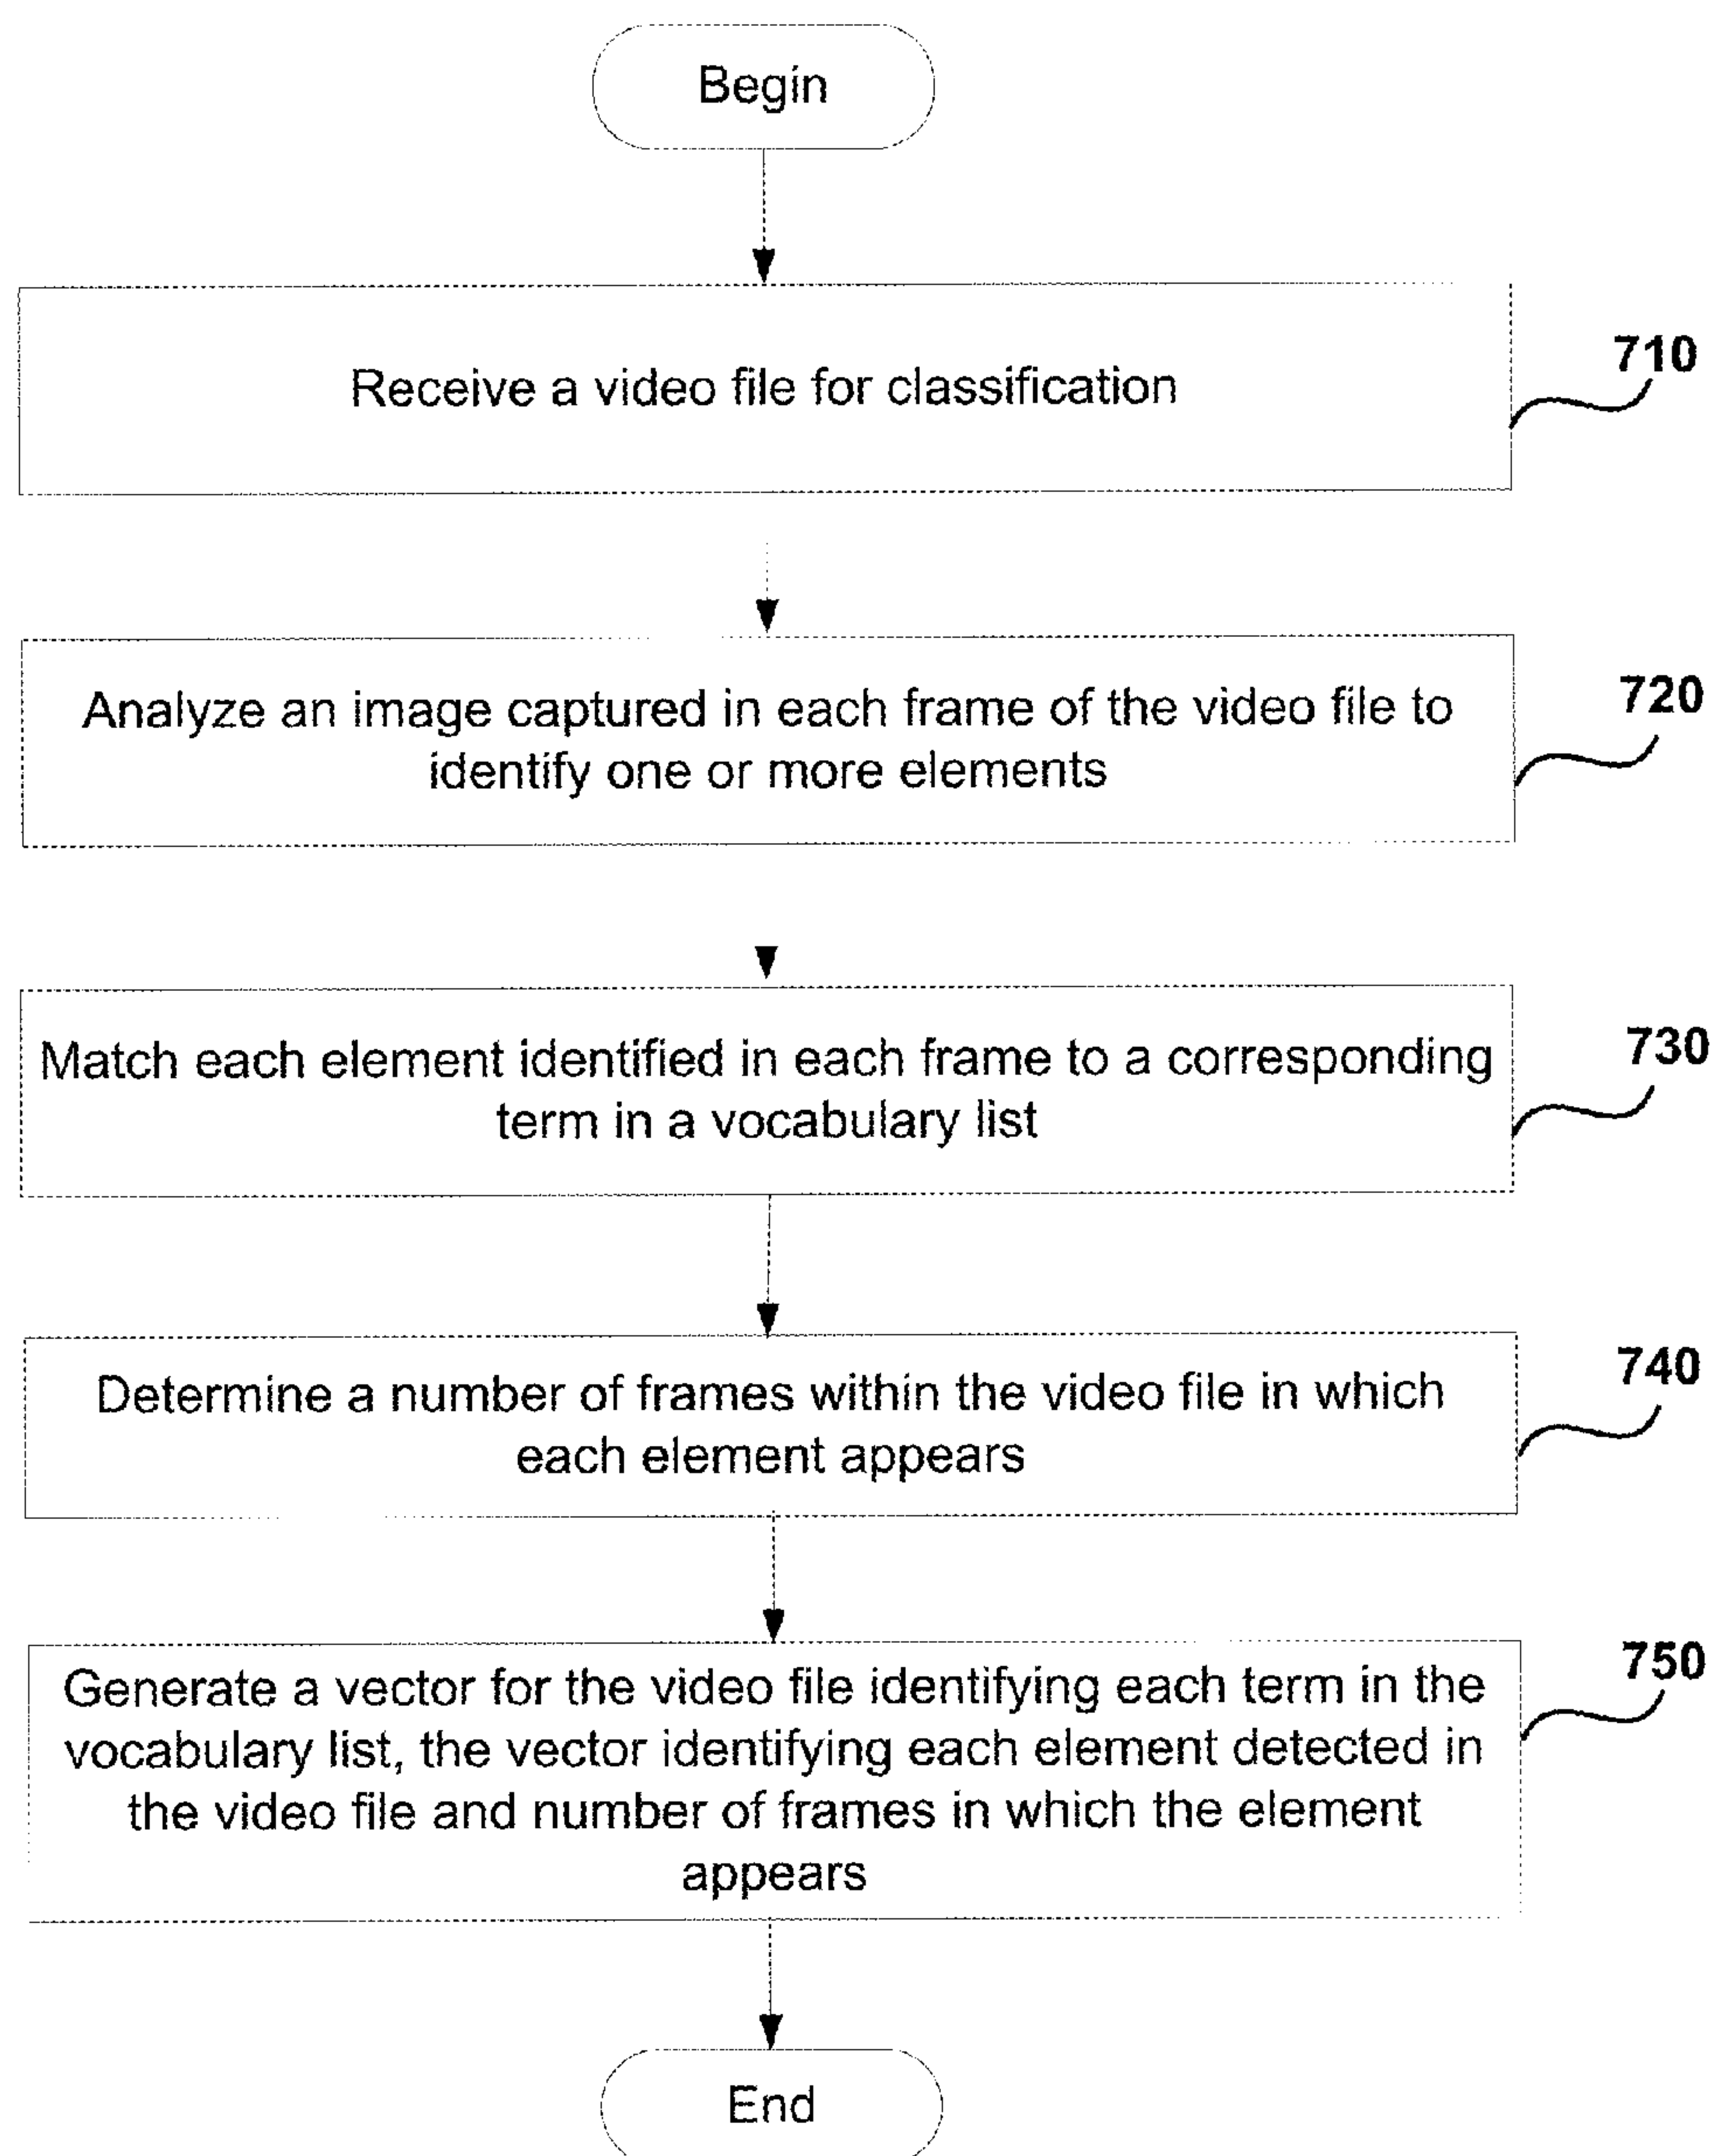 Begin
Receive a video file for classification
710
Analyze an image captured in each frame of the video file to
identify one or more elements
720
Match each element identified in each frame to a corresponding
term in a vocabulary list
730
Determine a number of frames within the video file in which
each element appears
740
Generate a vector for the video file identifying each term in the
vocabulary list, the vector identifying each element detected in
the video file and number of frames in which the element
appears
750
End